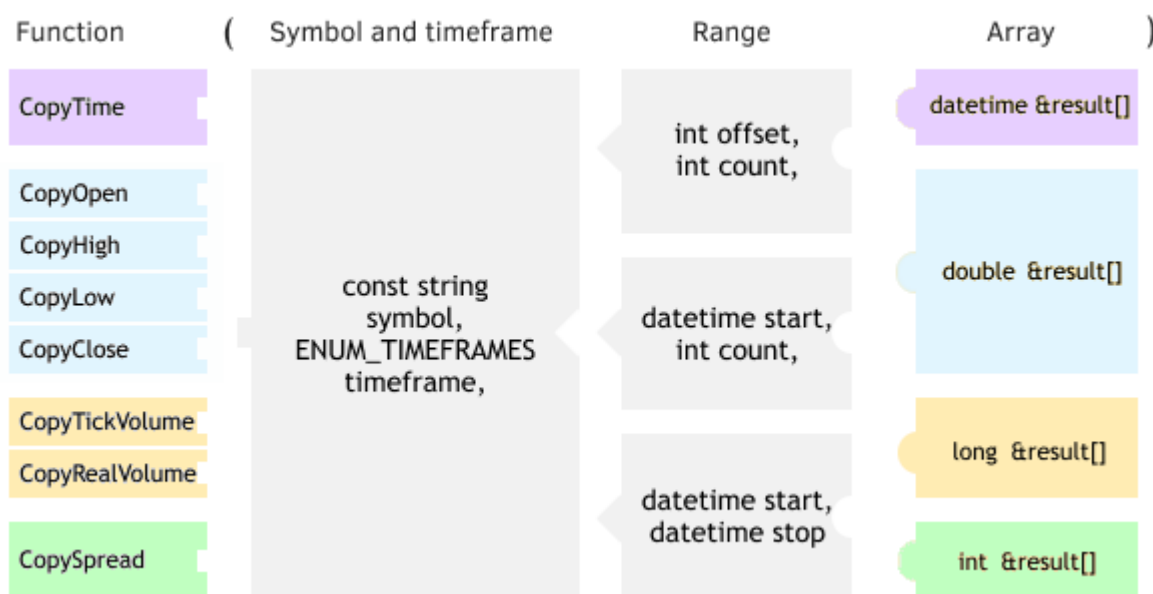 Function ( Symbol and timeframe Range Array )
CopyTime
CopyOpen
CopyHigh
CopyLow
CopyClose
CopyTickVolume
CopyRealVolume
CopySpread
const string
symbol,
ENUM_TIMEFRAMES
timeframe,
int offset,
int count,
datetime start,
int count,
datetime start,
datetime stop
datetime &result[]
double &result[]
long &result[]
int &result[]